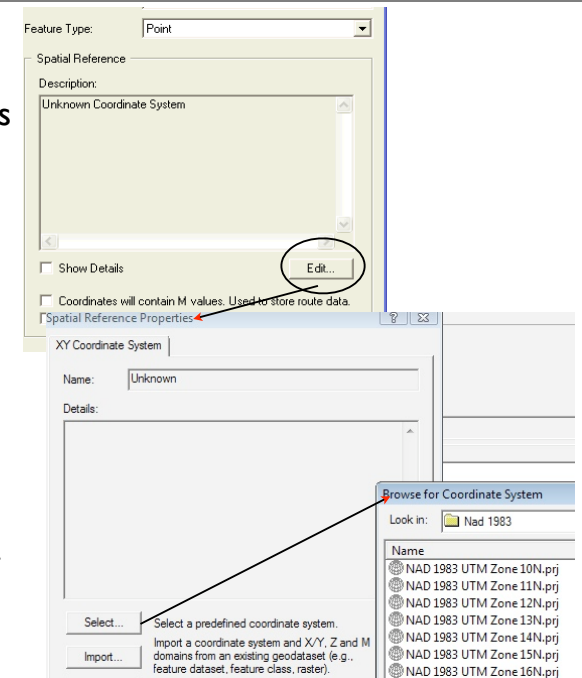 Feature Type: Point
Spatial Reference
Description:
Unknown Coordinate System
s
Show Details
Edit...
Coordinates will contain M values. Used to store route data.
Spatial Reference Properties
XY Coordinate System
Name: Unknown
Details:
Browse for Coordinate System
Look in: Nad 1983
Name
NAD 1983 UTM Zone 10N.prj
NAD 1983 UTM Zone 11N.prj
NAD 1983 UTM Zone 12N.prj
NAD 1983 UTM Zone 13N.prj
NAD 1983 UTM Zone 14N.prj
NAD 1983 UTM Zone 15N.prj
NAD 1983 UTM Zone 16N.prj
Select... Select a predefined coordinate system.
Import... Import a coordinate system and X/Y, Z and M
domains from an existing geodataset (e.g.,
feature dataset, feature class, raster).